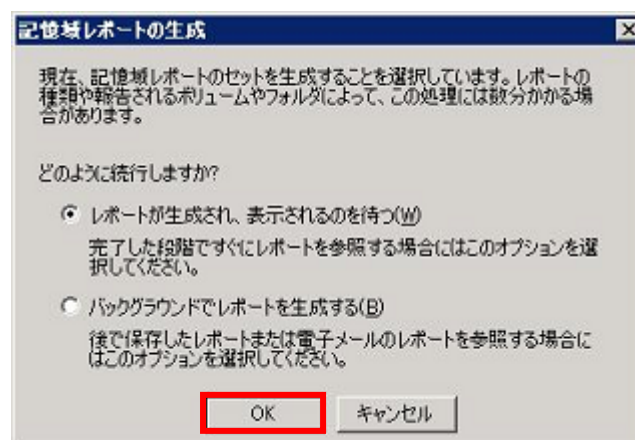 記憶域レポートの生成
現在、記憶域レポートのセットを生成することを選択しています。レポートの
種類や報告されるボリュームやフォルダによって、この処理には数分かかる場
合があります。
どのように続行しますか?
レポートが生成され、表示されるのを待つ(W)
完了した段階ですぐにレポートを参照する場合にはこのオプションを選
択してください。
バックグラウンドでレポートを生成する(B)
後で保存したレポートまたは電子メールのレポートを参照する場合に
はこのオプションを選択してください。
OK
キャンセル